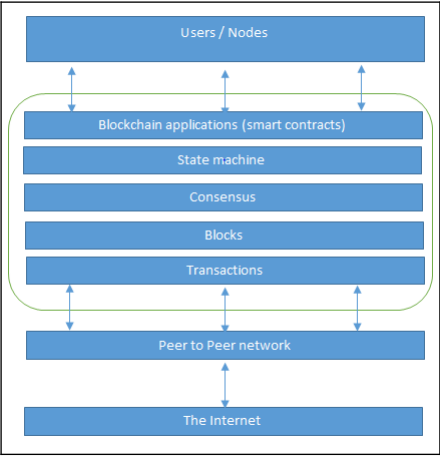 Users / Nodes
Blockchain applications (smart contracts)
State machine
Consensus
Blocks
Transactions
Peer to Peer network
The Internet